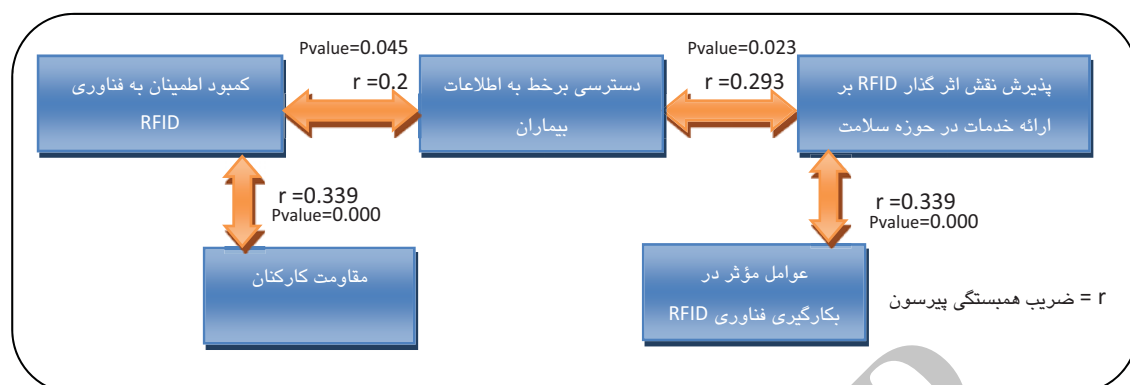 Pvalue=0.023
Pvalue=0.045
پذیرش نقش اثر گذار RFID بر
ارائه خدمات در حوزه سلامت
r =0.293
دسترسی برخط به اطلاعات
بیماران
r =0.2
کمبود اطمینان به فناوری
RFID
r =0.339
Pvalue=0.000
r =0.339
Pvalue=0.000
عوامل مؤثر در
بکارگیری فناوری RFID
مقاومت کارکنان
r = ضریب همبستگی پیرسون